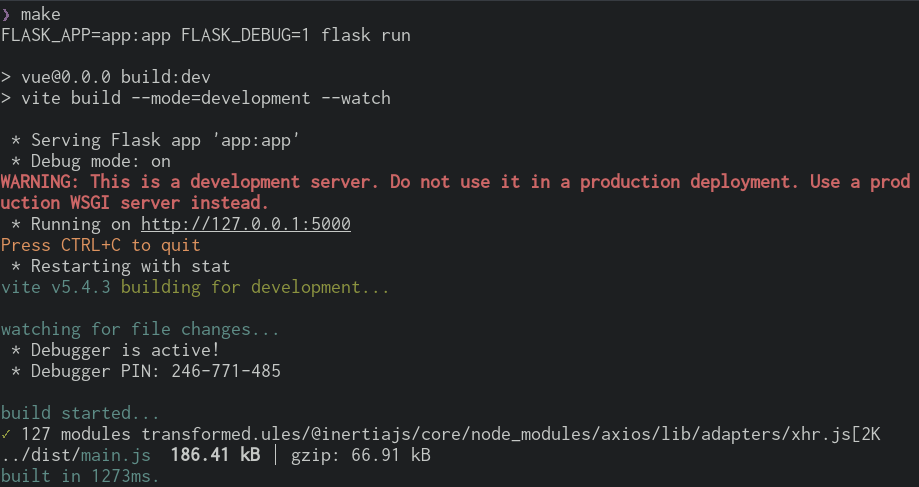 ❯ make
FLASK_APP=app:app FLASK_DEBUG=1 flask run
> vue@0.0.0 build:dev
> vite build --mode=development --watch
* Serving Flask app 'app:app'
* Debug mode: on
WARNING: This is a development server. Do not use it in a production deployment. Use a prod
uction WSGI server instead.
* Running on http://127.0.0.1:5000
Press CTRL+C to quit
* Restarting with stat
vite v5.4.3 building for development...
watching for file changes...
* Debugger is active!
* Debugger PIN: 246-771-485
build started...
✓ 127 modules transformed.ules/@inertiajs/core/node_modules/axios/lib/adapters/xhr.js[2K
../dist/main.js  186.41 kB │ gzip: 66.91 kB
built in 1273ms.